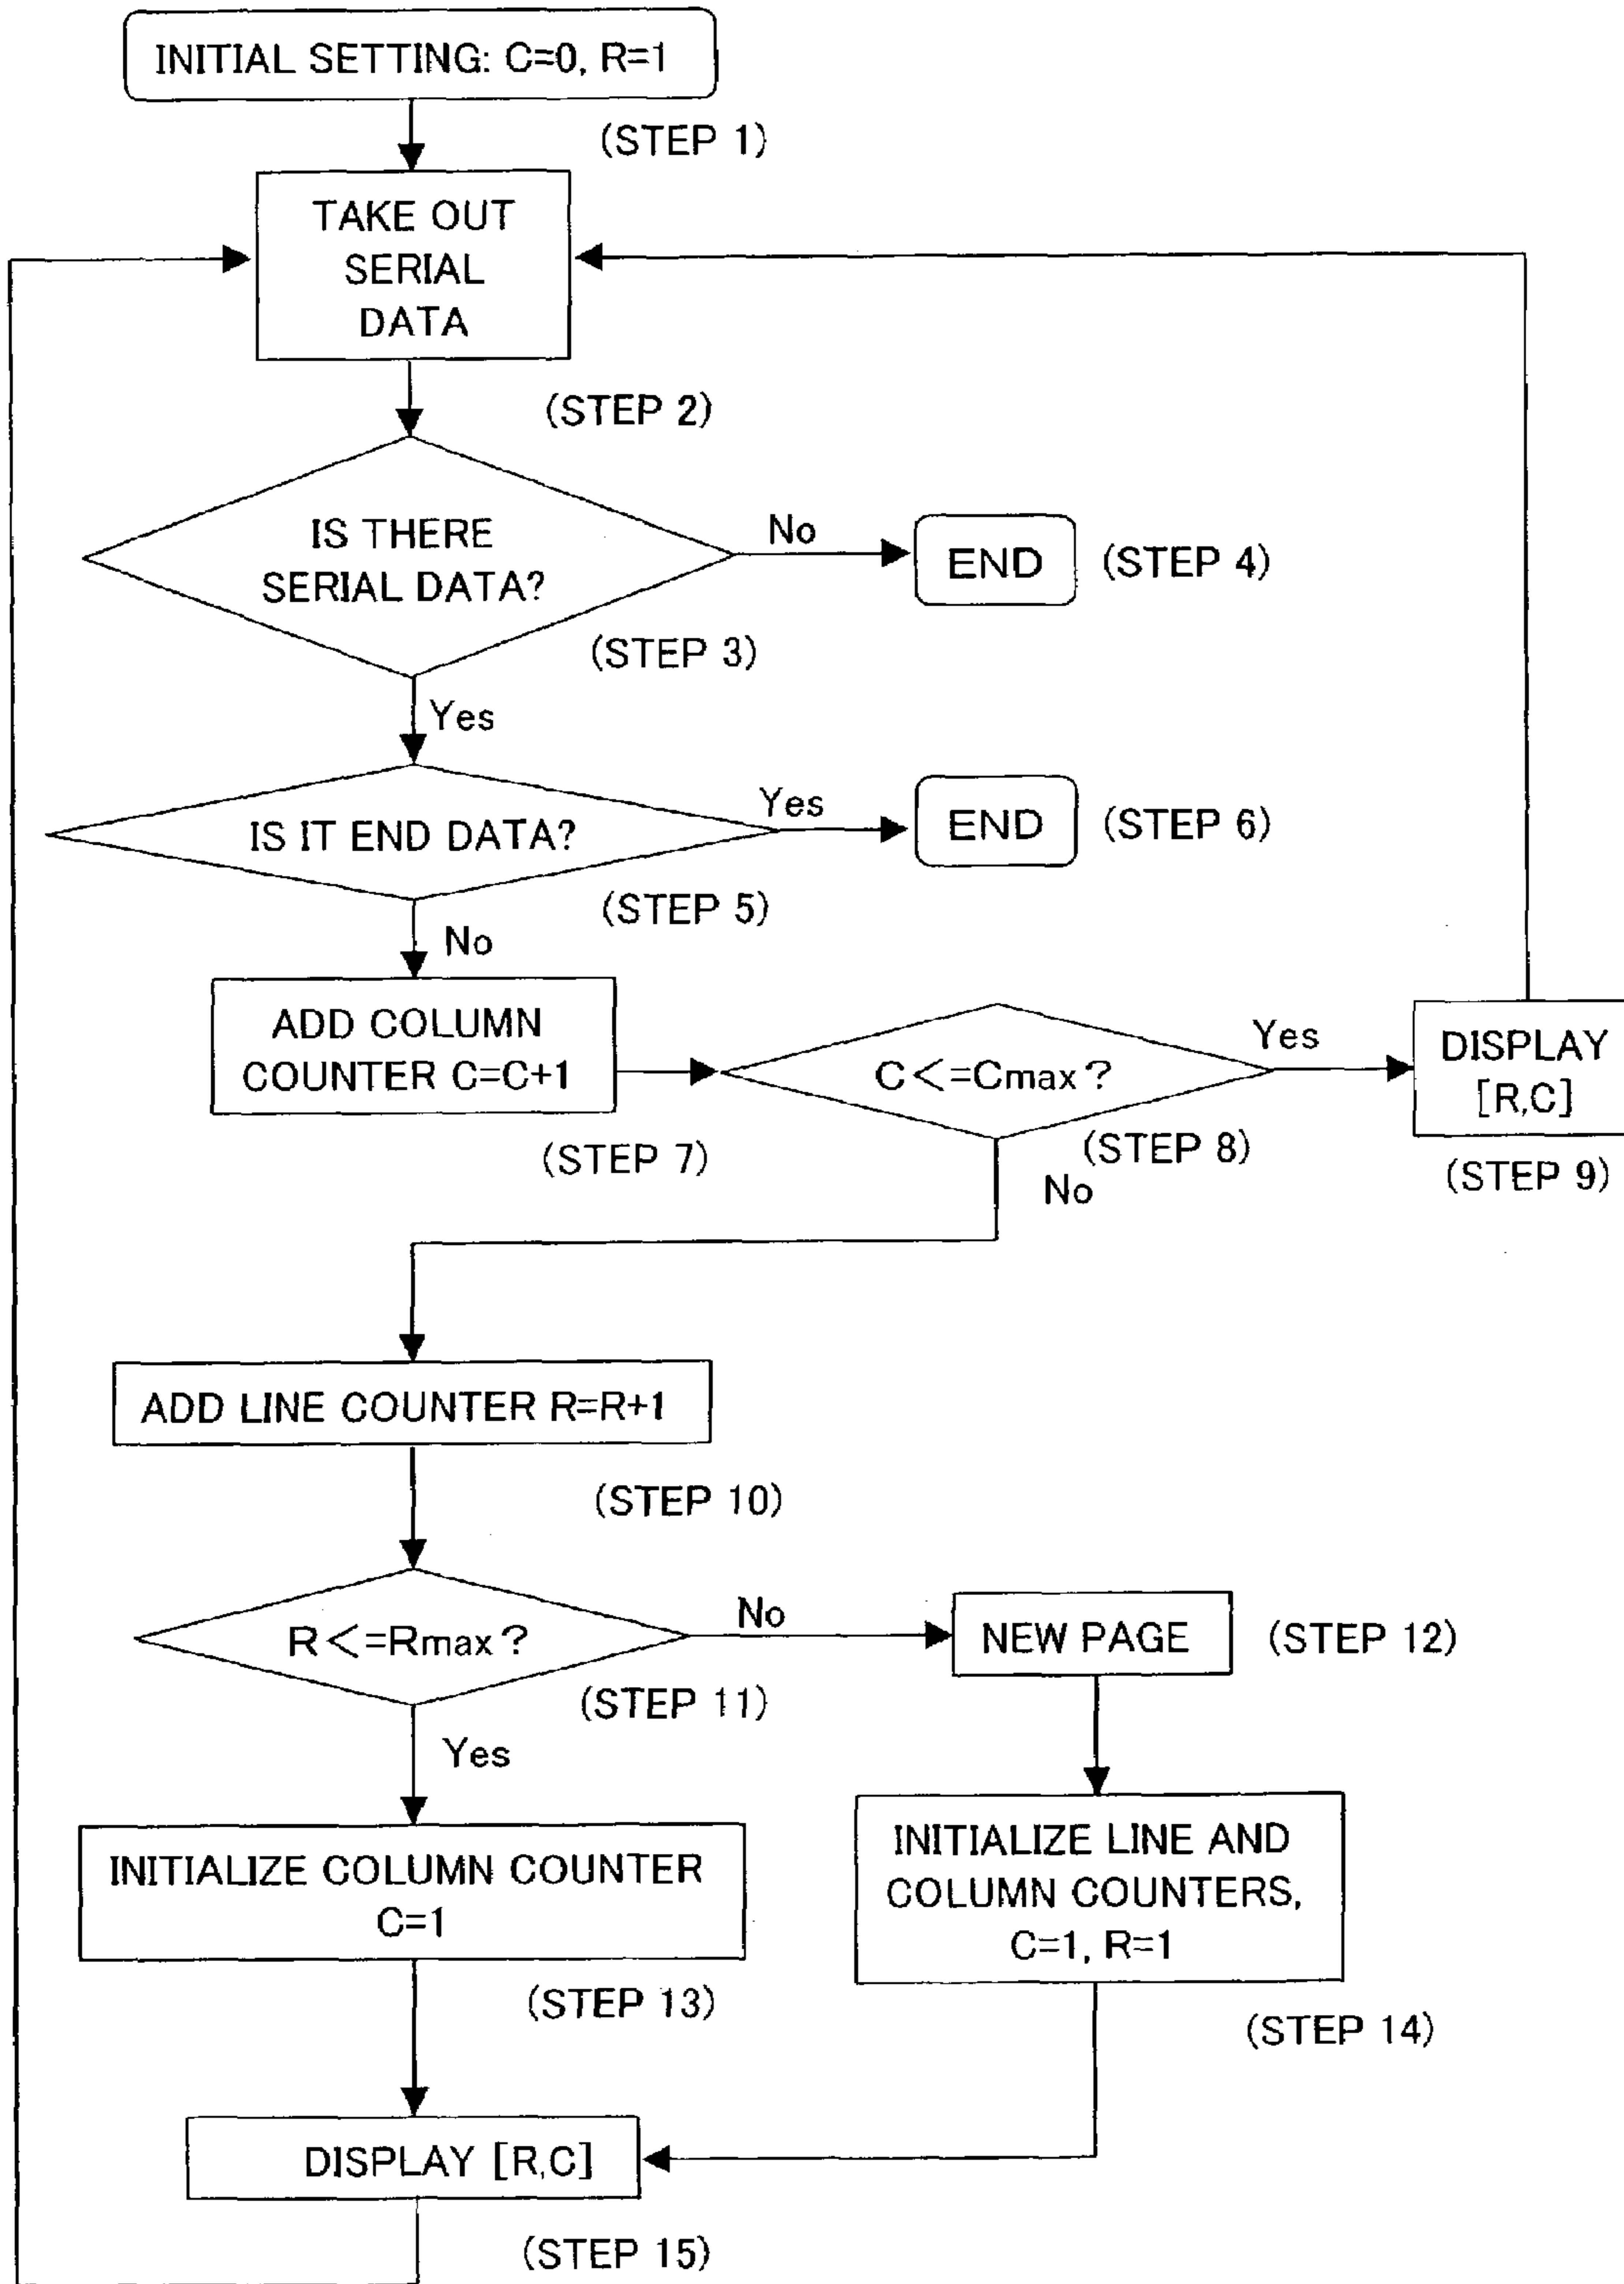 INITIAL SETTING: C=0, R=1
(STEP 1)
TAKE OUT
SERIAL
DATA
(STEP 2)
IS THERE
SERIAL DATA?
No
END
(STEP 4)
(STEP 3)
Yes
IS IT END DATA?
Yes
END
(STEP 6)
(STEP 5)
No
ADD COLUMN
COUNTER C=C+1
(STEP 7)
C<=Cmax?
Yes
(STEP 8)
DISPLAY
[R,C]
(STEP 9)
No
ADD LINE COUNTER R=R+1
(STEP 10)
R<=Rmax?
No
NEW PAGE
(STEP 12)
(STEP 11)
Yes
INITIALIZE COLUMN COUNTER
C=1
(STEP 13)
INITIALIZE LINE AND
COLUMN COUNTERS,
C=1, R=1
(STEP 14)
DISPLAY [R,C]
(STEP 15)